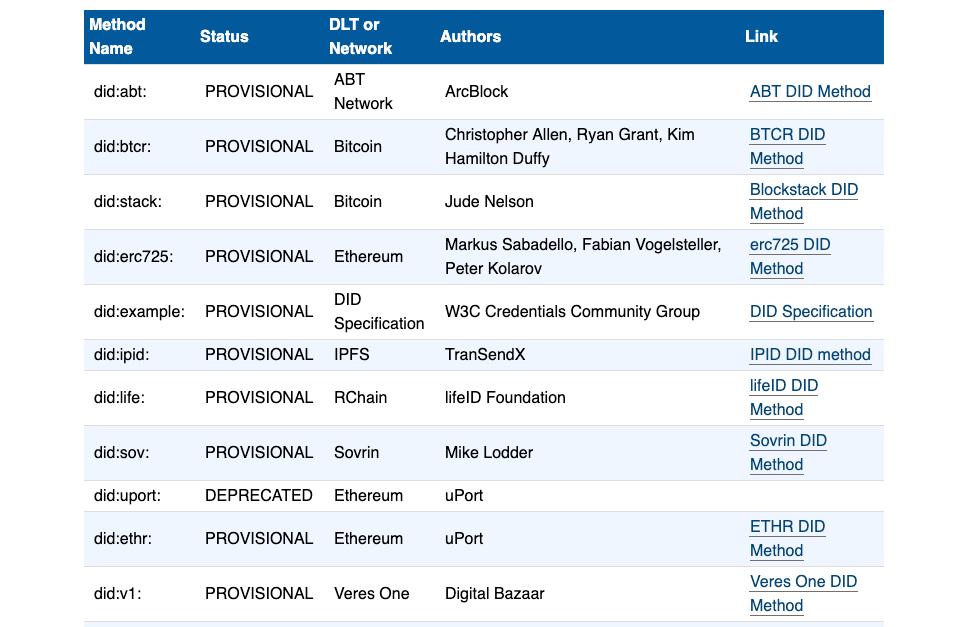 Method Name Status DLT or Network Authors Link
did:abt: PROVISIONAL ABT Network ArcBlock ABT DID Method
did:btcr: PROVISIONAL Bitcoin Christopher Allen, Ryan Grant, Kim Hamilton Duffy BTCR DID Method
did:stack: PROVISIONAL Bitcoin Jude Nelson Blockstack DID Method
did:erc725: PROVISIONAL Ethereum Markus Sabadello, Fabian Vogelsteller, Peter Kolarov erc725 DID Method
did:example: PROVISIONAL DID Specification W3C Credentials Community Group DID Specification
did:ipid: PROVISIONAL IPFS TranSendX IPID DID method
did:life: PROVISIONAL RChain lifeID Foundation lifeID DID Method
did:sov: PROVISIONAL Sovrin Mike Lodder Sovrin DID Method
did:uport: DEPRECATED Ethereum uPort
did:ethr: PROVISIONAL Ethereum uPort ETHR DID Method
did:v1: PROVISIONAL Veres One Digital Bazaar Veres One DID Method